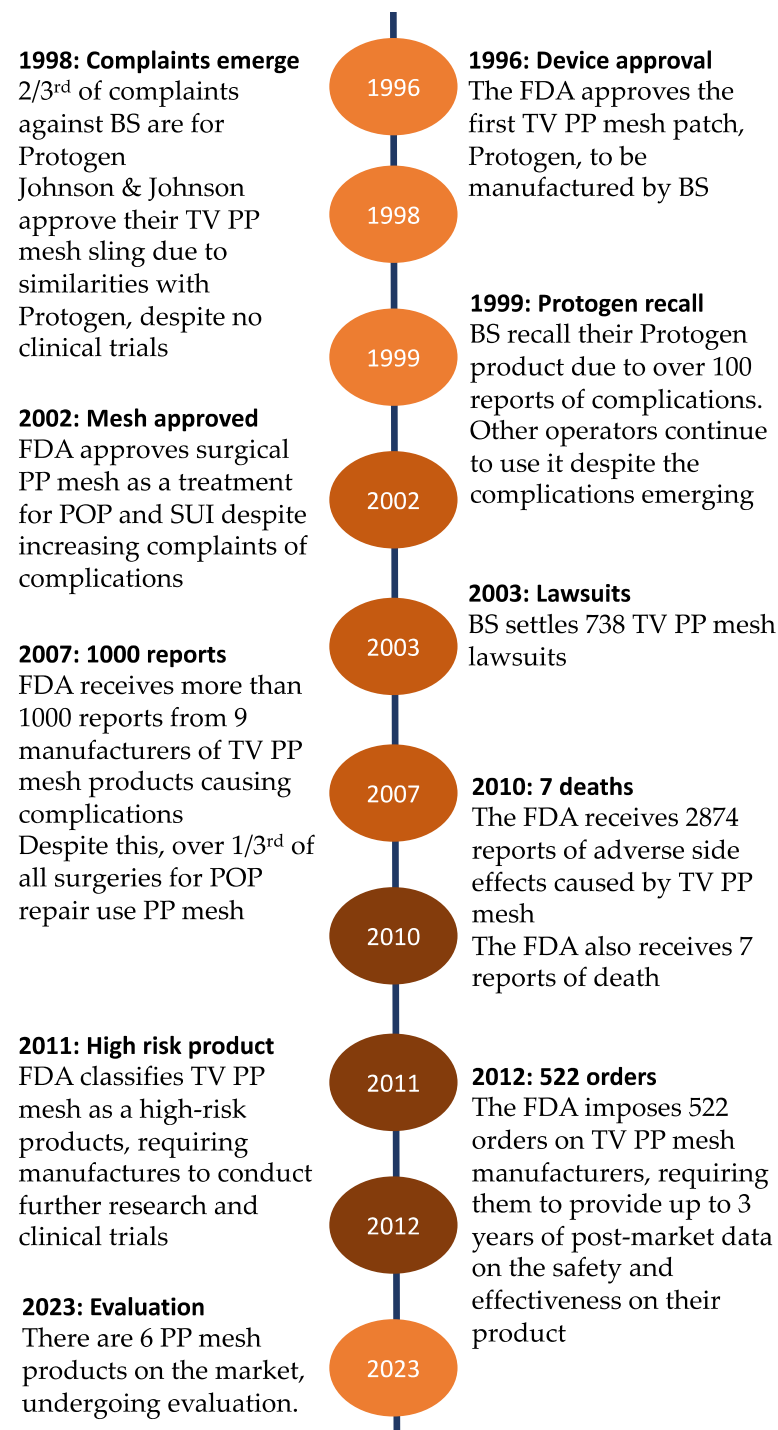 1996
1996: Device approval
The FDA approves the
first TV PP mesh patch,
Protogen, to be
manufactured by BS
1998
1998: Complaints emerge
2/3rd of complaints
against BS are for
Protogen
Johnson & Johnson
approve their TV PP
mesh sling due to
similarities with
Protogen, despite no
clinical trials
1999
1999: Protogen recall
BS recall their Protogen
product due to over 100
reports of complications.
Other operators continue
to use it despite the
complications emerging
2002
2002: Mesh approved
FDA approves surgical
PP mesh as a treatment
for POP and SUI despite
increasing complaints of
complications
2003
2003: Lawsuits
BS settles 738 TV PP mesh
lawsuits
2007
2007: 1000 reports
FDA receives more than
1000 reports from 9
manufacturers of TV PP
mesh products causing
complications
Despite this, over 1/3rd of
all surgeries for POP
repair use PP mesh
2010
2010: 7 deaths
The FDA receives 2874
reports of adverse side
effects caused by TV PP
mesh
The FDA also receives 7
reports of death
2011
2011: High risk product
FDA classifies TV PP
mesh as a high-risk
products, requiring
manufactures to conduct
further research and
clinical trials
2012
2012: 522 orders
The FDA imposes 522
orders on TV PP mesh
manufacturers, requiring
them to provide up to 3
years of post-market data
on the safety and
effectiveness on their
product
2023
2023: Evaluation
There are 6 PP mesh
products on the market,
undergoing evaluation.